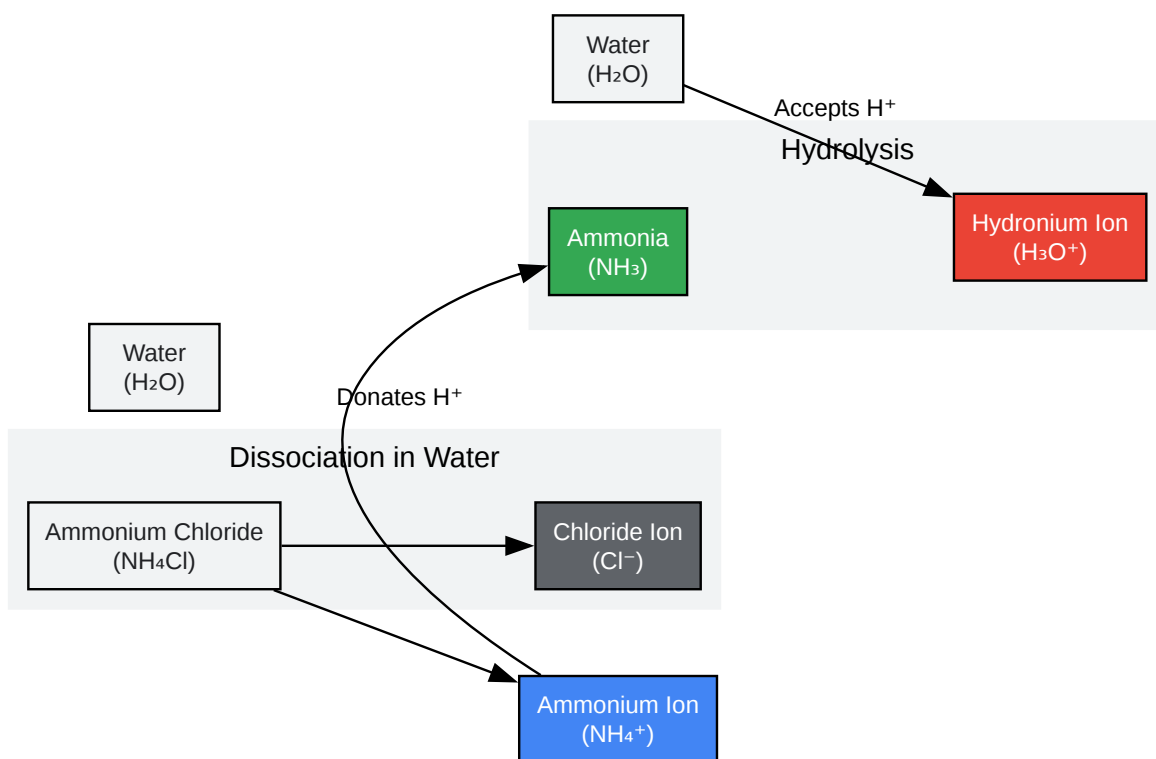 Water
(H₂O)
Accepts H⁺
Hydrolysis
Ammonia
(NH₃)
Hydronium Ion
(H₃O⁺)
Water
(H₂O)
Donates H⁺
Dissociation in Water
Ammonium Chloride
(NH₄Cl)
Chloride Ion
(Cl⁻)
Ammonium Ion
(NH₄⁺)